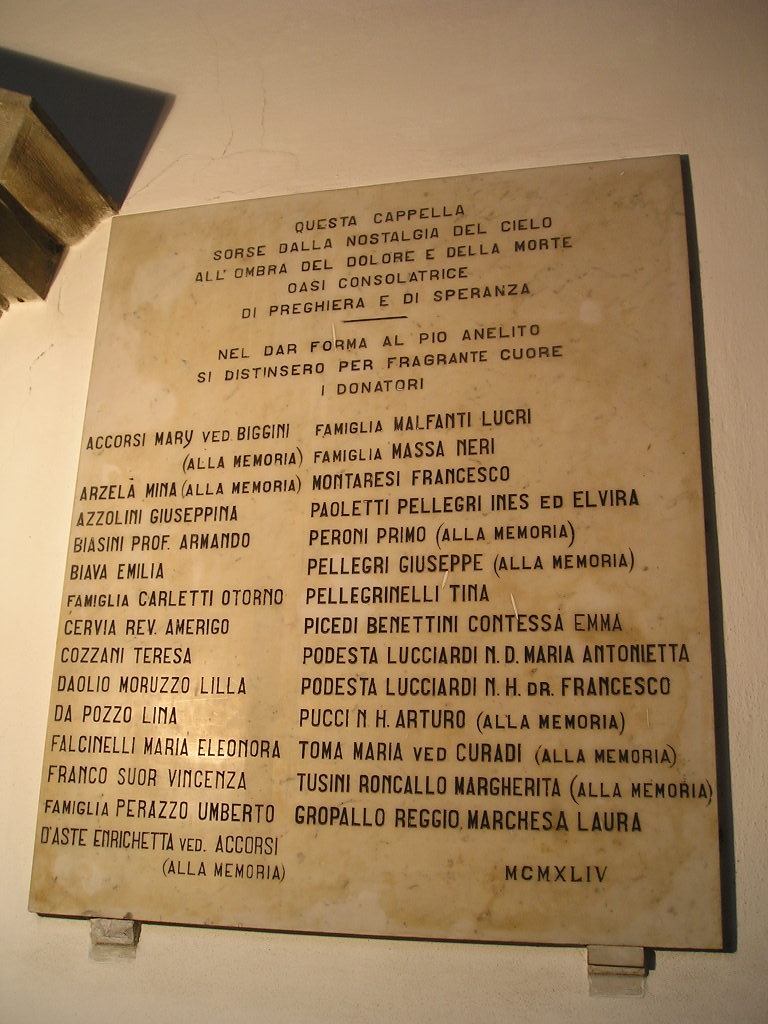 QUESTA CAPPELLA
SORSE DALLA NOSTALGIA DEL CIELO
ALL'OMBRA DEL DOLORE E DELLA MORTE
OASI CONSOLATRICE
DI PREGHIERA E DI SPERANZA
NEL DAR FORMA AL PIO ANELITO
SI DISTINSERO PER FRAGRANTE CUORE
I DONATORI
ACCORSI MARY VED. BIGGINI
(ALLA MEMORIA)
ARZELÀ MINA (ALLA MEMORIA)
AZZOLINI GIUSEPPINA
BIASINI PROF. ARMANDO
BIAVA EMILIA
FAMIGLIA CARLETTI OTORNO
CERVIA REV. AMERIGO
COZZANI TERESA
DAOLIO MORUZZO LILLA
DA POZZO LINA
FALCINELLI MARIA ELEONORA
FRANCO SUOR VINCENZA
FAMIGLIA PERAZZO UMBERTO
D'ASTE ENRICHETTA VED. ACCORSI
(ALLA MEMORIA)
FAMIGLIA MALFANTI LUCRI
FAMIGLIA MASSA NERI
MONTARESI FRANCESCO
PAOLETTI PELLEGRI INES ED ELVIRA
PERONI PRIMO (ALLA MEMORIA)
PELLEGRI GIUSEPPE (ALLA MEMORIA)
PELLEGRINELLI TINA
PICEDI BENETTINI CONTESSA EMMA
PODESTA LUCCIARDI N. D. MARIA ANTONIETTA
PODESTA LUCCIARDI N. H. DR. FRANCESCO
PUCCI N H. ARTURO (ALLA MEMORIA)
TOMA MARIA VED CURADI (ALLA MEMORIA)
TUSINI RONCALLO MARGHERITA (ALLA MEMORIA)
GROPALLO REGGIO MARCHESA LAURA
MCMXLIV